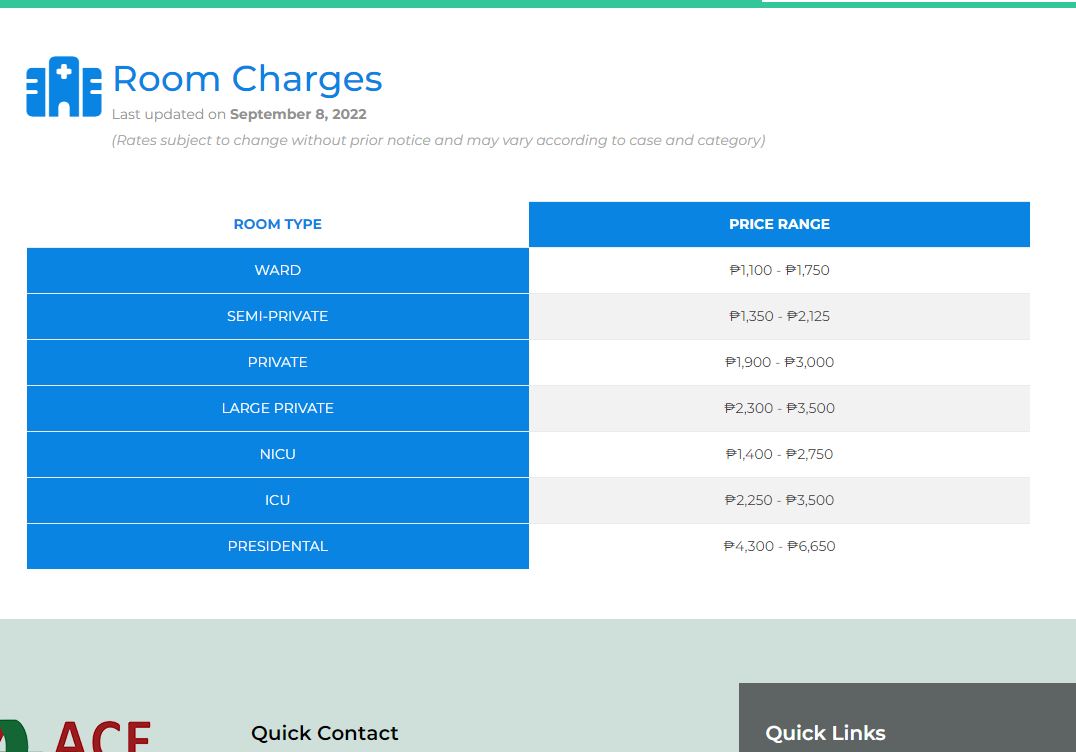 Room Charges
Last updated on September 8, 2022
(Rates subject to change without prior notice and may vary according to case and category)
ROOM TYPE PRICE RANGE
WARD ₱1,100 - ₱1,750
SEMI-PRIVATE ₱1,350 - ₱2,125
PRIVATE ₱1,900 - ₱3,000
LARGE PRIVATE ₱2,300 - ₱3,500
NICU ₱1,400 - ₱2,750
ICU ₱2,250 - ₱3,500
PRESIDENTAL ₱4,300 - ₱6,650
ACE Quick Contact Quick Links